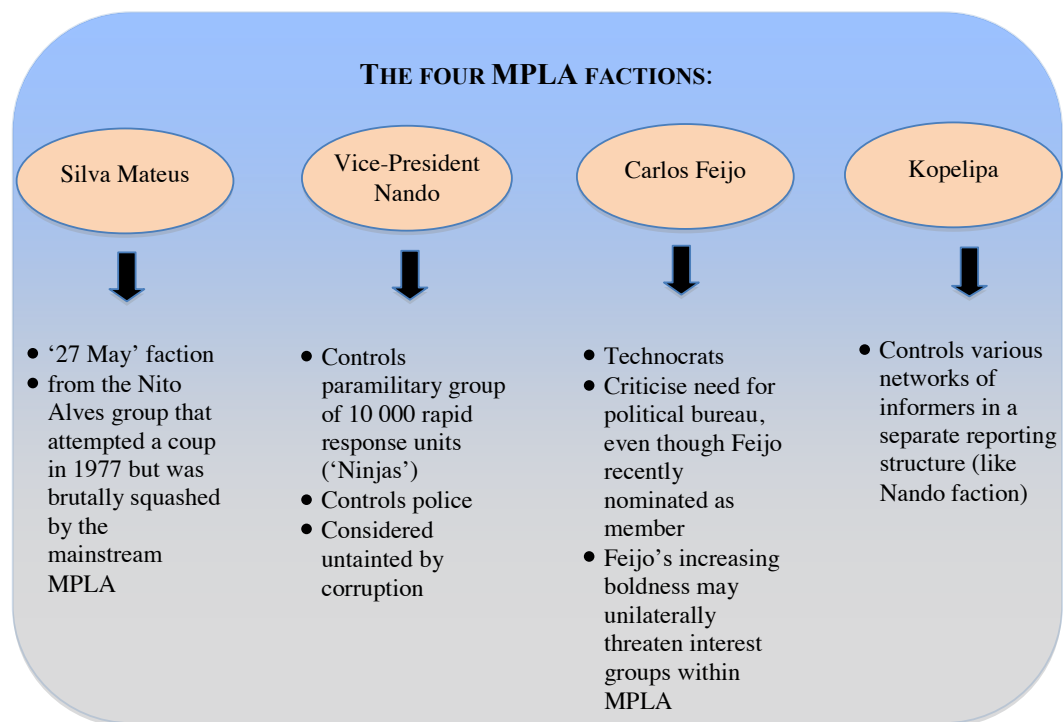 THE FOUR MPLA FACTIONS:
Silva Mateus
• ‘27 May’ faction
• from the Nito
Alves group that
attempted a coup
in 1977 but was
brutally squashed
by the
mainstream
MPLA
Vice-President
Nando
• Controls
paramilitary group
of 10 000 rapid
response units
(‘Ninjas’)
• Controls police
• Considered
untainted by
corruption
Carlos Feijo
• Technocrats
• Criticise need for
political bureau,
even though Feijo
recently
nominated as
member
• Feijo’s increasing
boldness may
unilaterally
threaten interest
groups within
MPLA
Kopelipa
• Controls various
networks of
informers in a
separate reporting
structure (like
Nando faction)